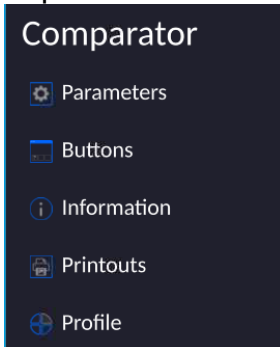 Comparator
Parameters
Buttons
Information
Printouts
Profile